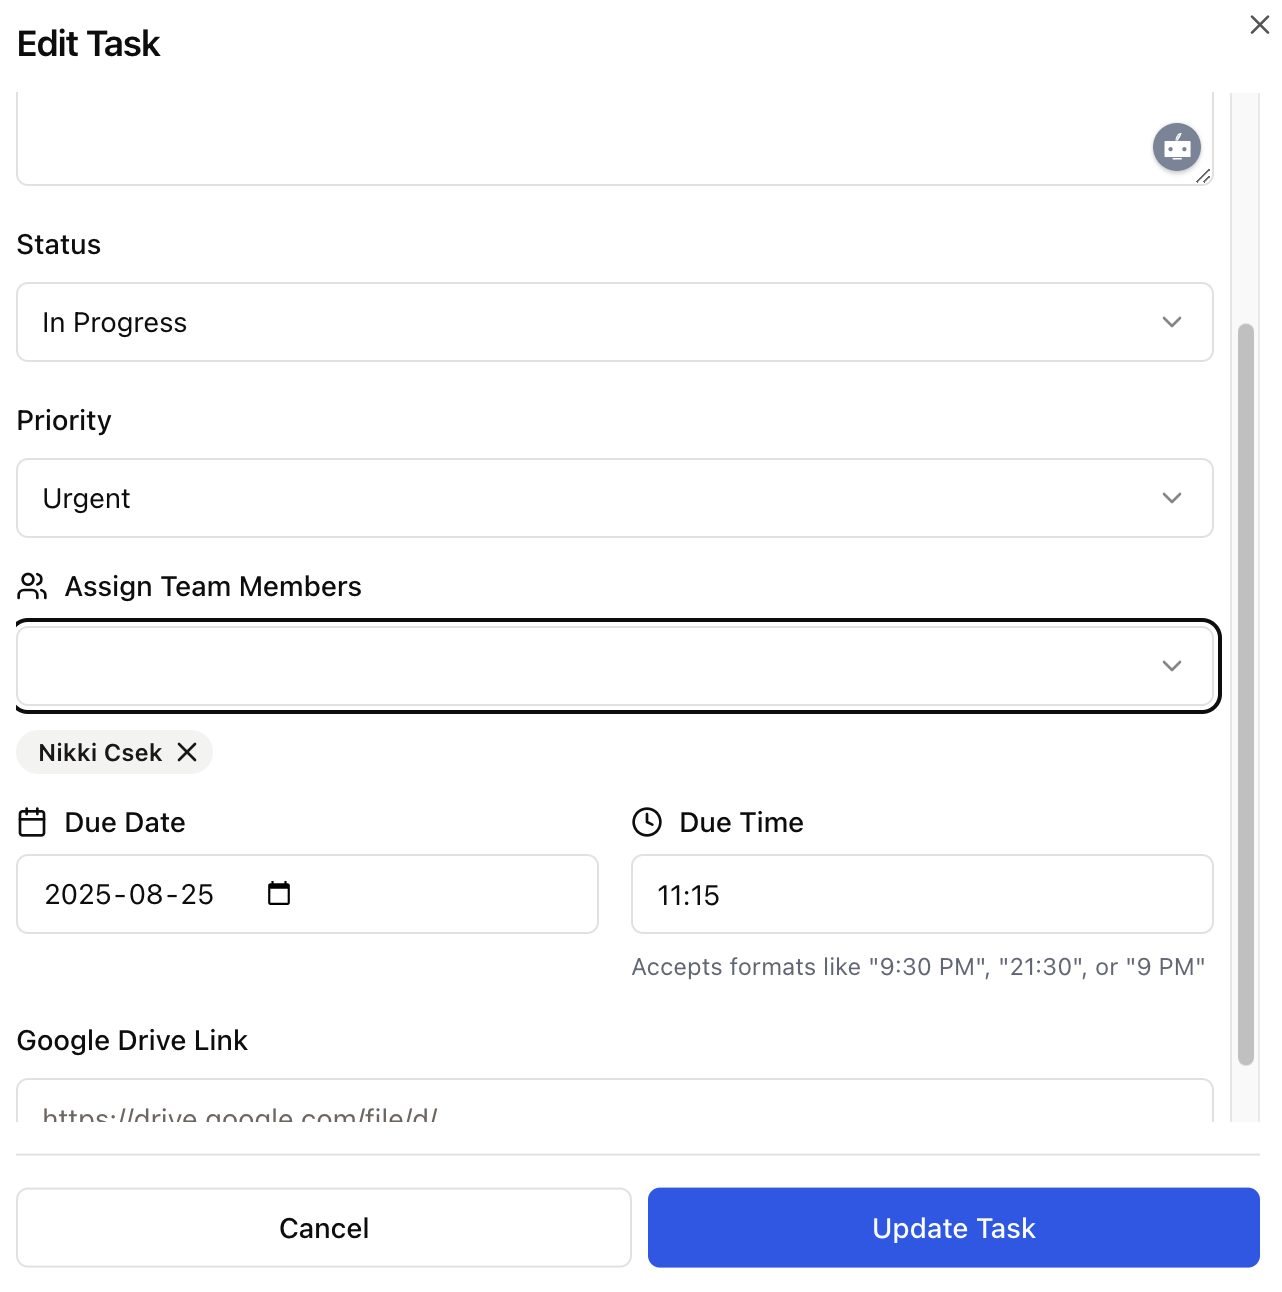 Edit Task
Status
In Progress
Priority
Urgent
Assign Team Members
Nikki Csek
Due Date
Due Time
2025-08-25
11:15
Accepts formats like "9:30 PM", "21:30", or "9 PM"
Google Drive Link
https://drive.google.com/file/d/
Cancel
Update Task